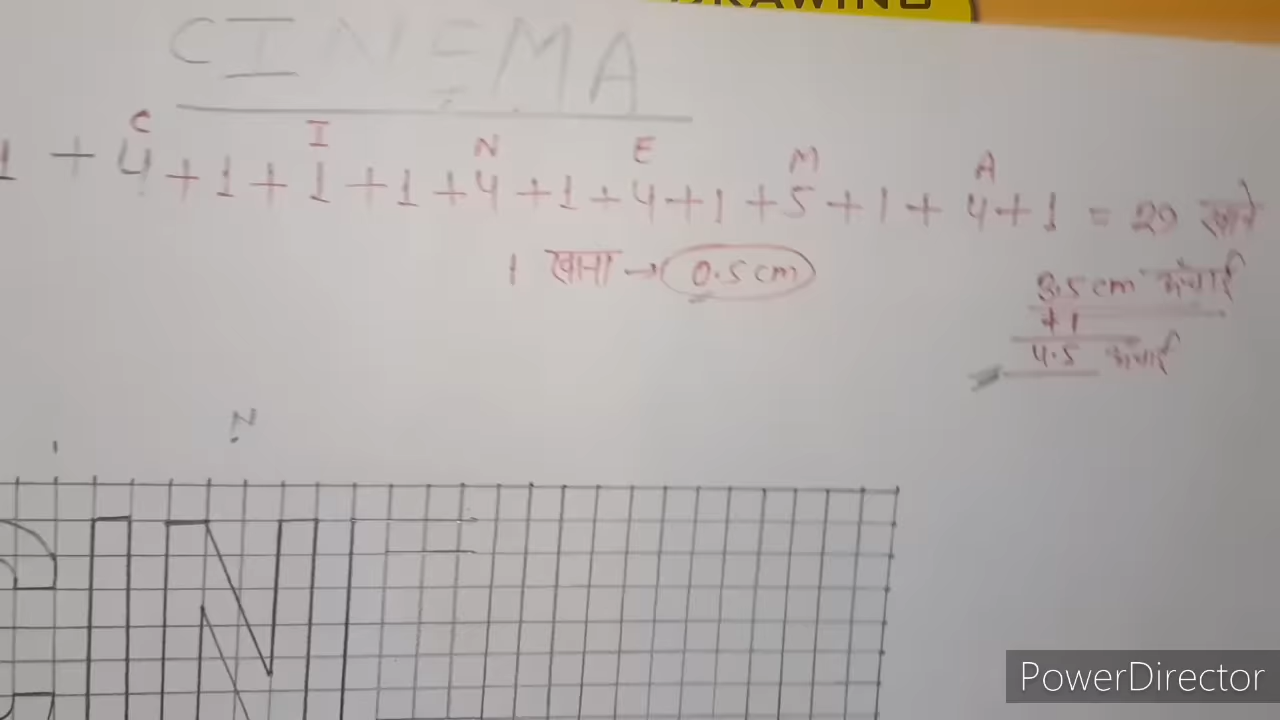 DRAWING
CINEMA
C I N E M A
1 + 4 + 1 + 1 + 1 + 4 + 1 + 4 + 1 + 5 + 1 + 4 + 1 = 29 खाने
1 खाना → 0.5 cm
3.5 cm ऊँचाई
+ 1
4.5 ऊँचाई
N
PowerDirector